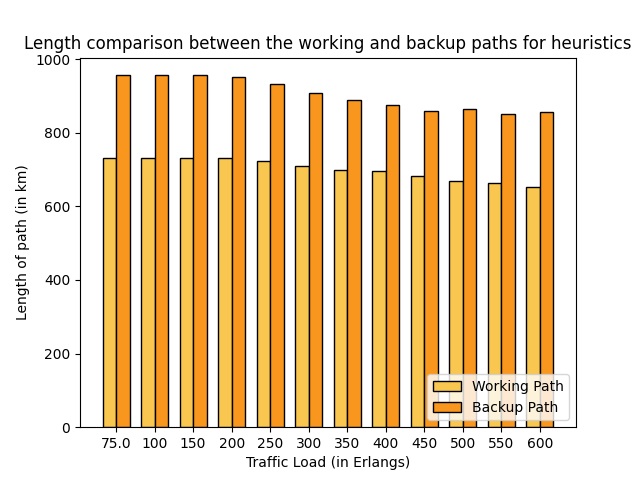 Length comparison between the working and backup paths for heuristics
1000
800
600
400
200
0
Length of path (in km)
75.0 100 150 200 250 300 350 400 450 500 550 600
Traffic Load (in Erlangs)
Working Path
Backup Path